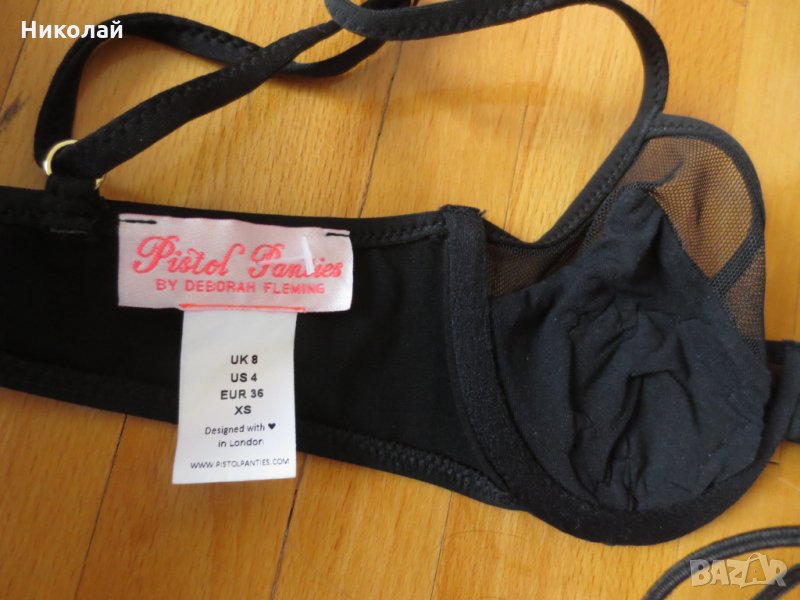 Николай
Pistol Panties
BY DEBORAH FLEMING
UK 8
US 4
EUR 36
XS
Designed with ♥
in London
WWW.PISTOLPANTIES.COM
BAZAR